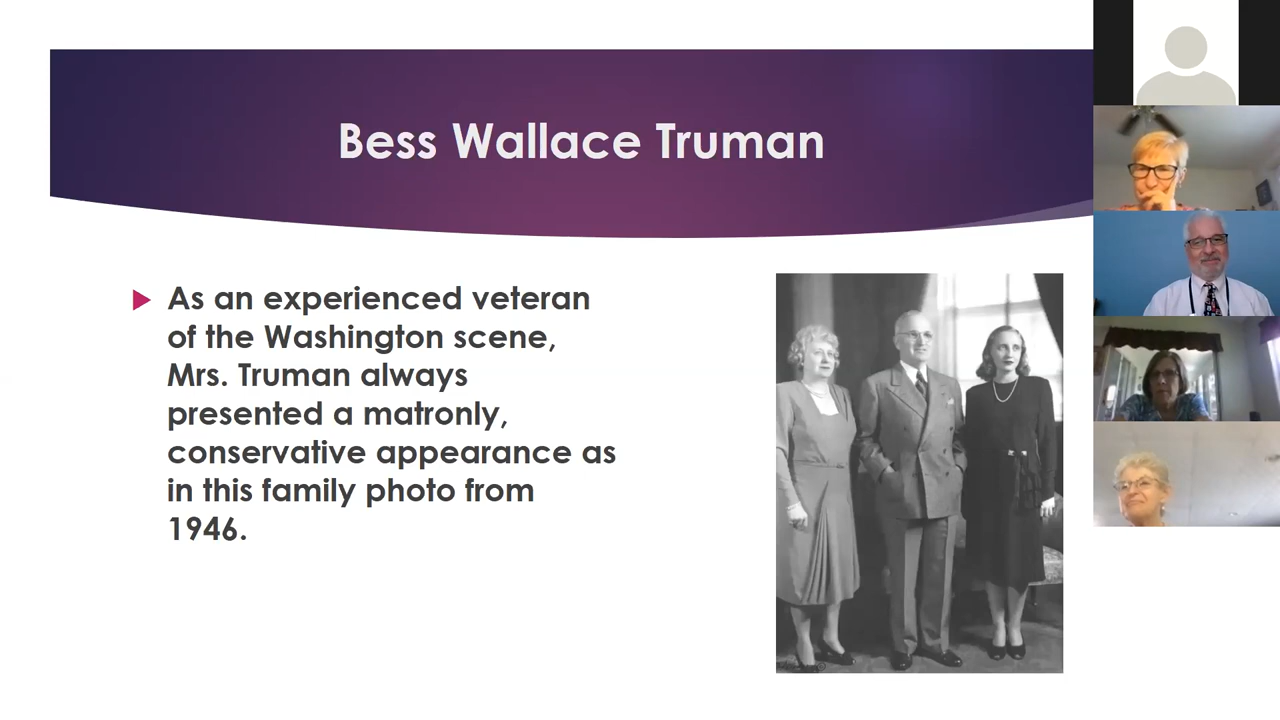 Bess Wallace Truman
As an experienced veteran
of the Washington scene,
Mrs. Truman always
presented a matronly,
conservative appearance as
in this family photo from
1946.